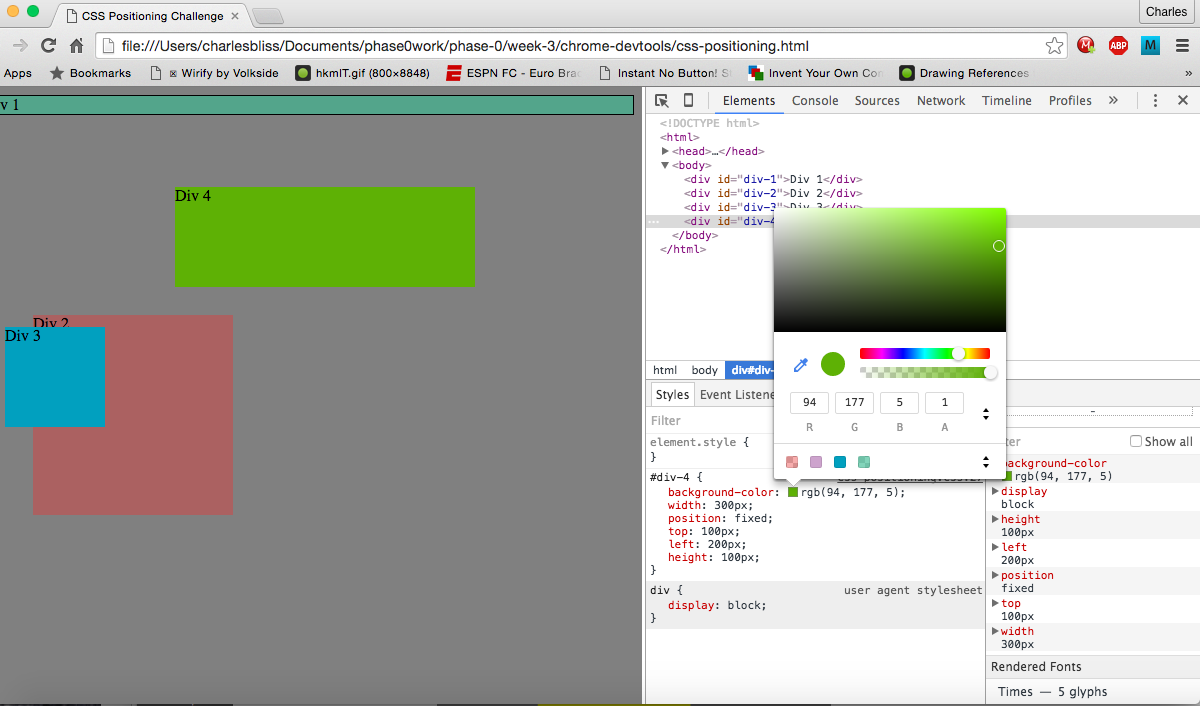 CSS Positioning Challenge
Charles
file:///Users/charlesbliss/Documents/phase0work/phase-0/week-3/chrome-devtools/css-positioning.html
M ABP M
Apps Bookmarks Wirify by Volkside hkmIT.gif (800×8848) ESPN FC - Euro Bra Instant No Button! S Invent Your Own Con Drawing References »
v 1
Div 4
Div 2
Div 3
Elements Console Sources Network Timeline Profiles »
<!DOCTYPE html>
<html>
<head>…</head>
<body>
<div id="div-1">Div 1</div>
<div id="div-2">Div 2</div>
<div id="div-3">Div 3</div>
… <div id="div-4
</body>
</html>
94 177 5 1
R G B A
html body div#div-
Styles Event Listene
Filter
element.style {
}
#div-4 {
background-color: rgb(94, 177, 5);
width: 300px;
position: fixed;
top: 100px;
left: 200px;
height: 100px;
}
div { user agent stylesheet
display: block;
}
-
ter Show all
background-color
rgb(94, 177, 5)
display
block
height
100px
left
200px
position
fixed
top
100px
width
300px
Rendered Fonts
Times — 5 glyphs